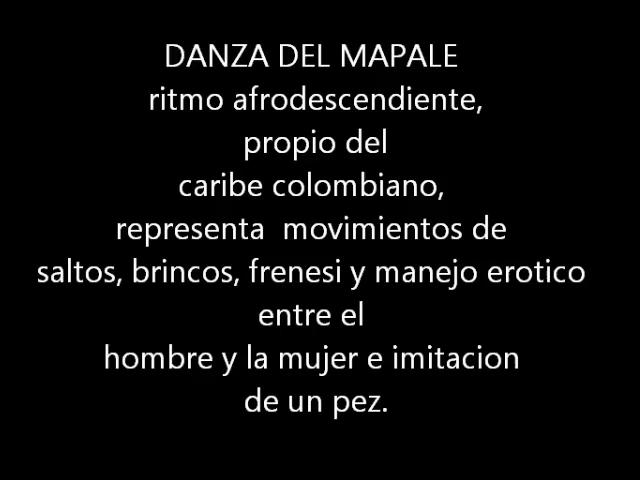 DANZA DEL MAPALE
ritmo afrodescendiente,
propio del
caribe colombiano,
representa  movimientos de
saltos, brincos, frenesi y manejo erotico
entre el
hombre y la mujer e imitacion
de un pez.